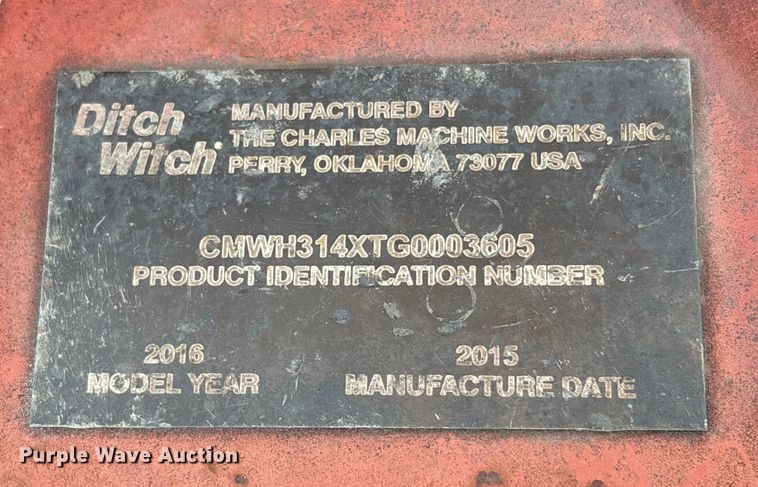 Ditch Witch®
MANUFACTURED BY
THE CHARLES MACHINE WORKS, INC.
PERRY, OKLAHOMA 73077 USA
CMWH314XTG0003605
PRODUCT IDENTIFICATION NUMBER
2016
MODEL YEAR
2015
MANUFACTURE DATE
Purple Wave Auction